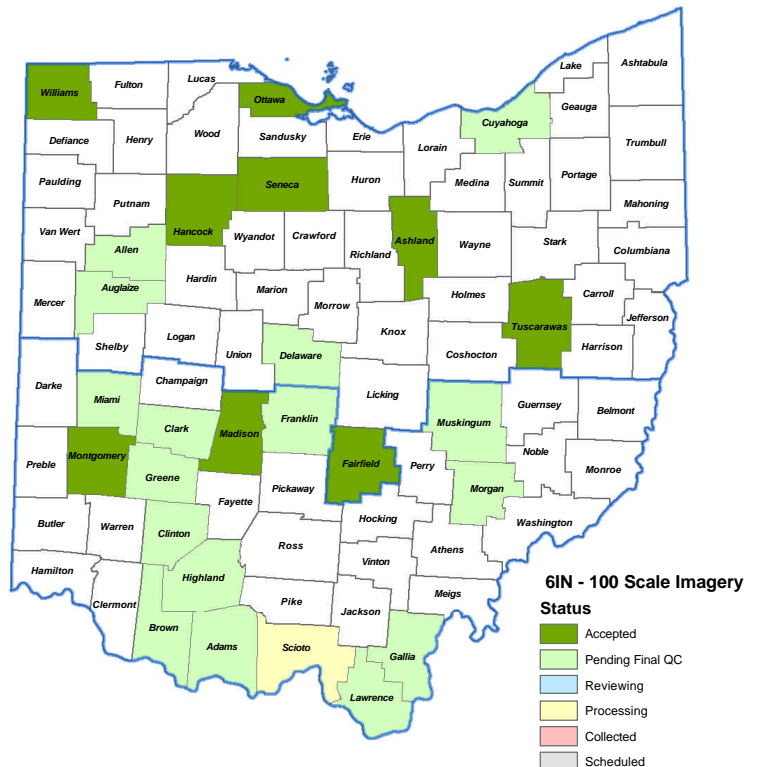 Lake
Ashtabula
Lucas
Fulton
Williams
Ottawa
Geauga
Cuyahoga
Wood
Sandusky
Erie
Lorain
Defiance
Henry
Trumbull
Portage
Huron
Medina
Summit
Paulding
Seneca
Putnam
Mahoning
Van Wert
Hancock
Wyandot
Crawford
Ashland
Wayne
Stark
Allen
Richland
Columbiana
Hardin
Auglaize
Marion
Holmes
Carroll
Mercer
Morrow
Jefferson
Tuscarawas
Knox
Logan
Shelby
Union
Delaware
Coshocton
Harrison
Champaign
Darke
Licking
Miami
Guernsey
Belmont
Franklin
Muskingum
Clark
Madison
Noble
Montgomery
Preble
Fairfield
Perry
Monroe
Greene
Pickaway
Morgan
Fayette
Hocking
Washington
Butler
Warren
Clinton
Ross
Athens
Vinton
Hamilton
Highland
Meigs
Clermont
Pike
Jackson
Brown
Adams
Scioto
Gallia
Lawrence
6IN - 100 Scale Imagery
Status
Accepted
Pending Final QC
Reviewing
Processing
Collected
Scheduled